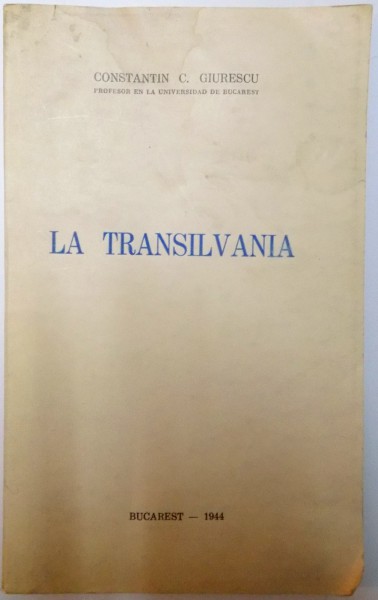 CONSTANTIN C. GIURESCU
PROFESOR EN LA UNIVERSIDAD DE BUCAREST
LA TRANSILVANIA
BUCAREST — 1944